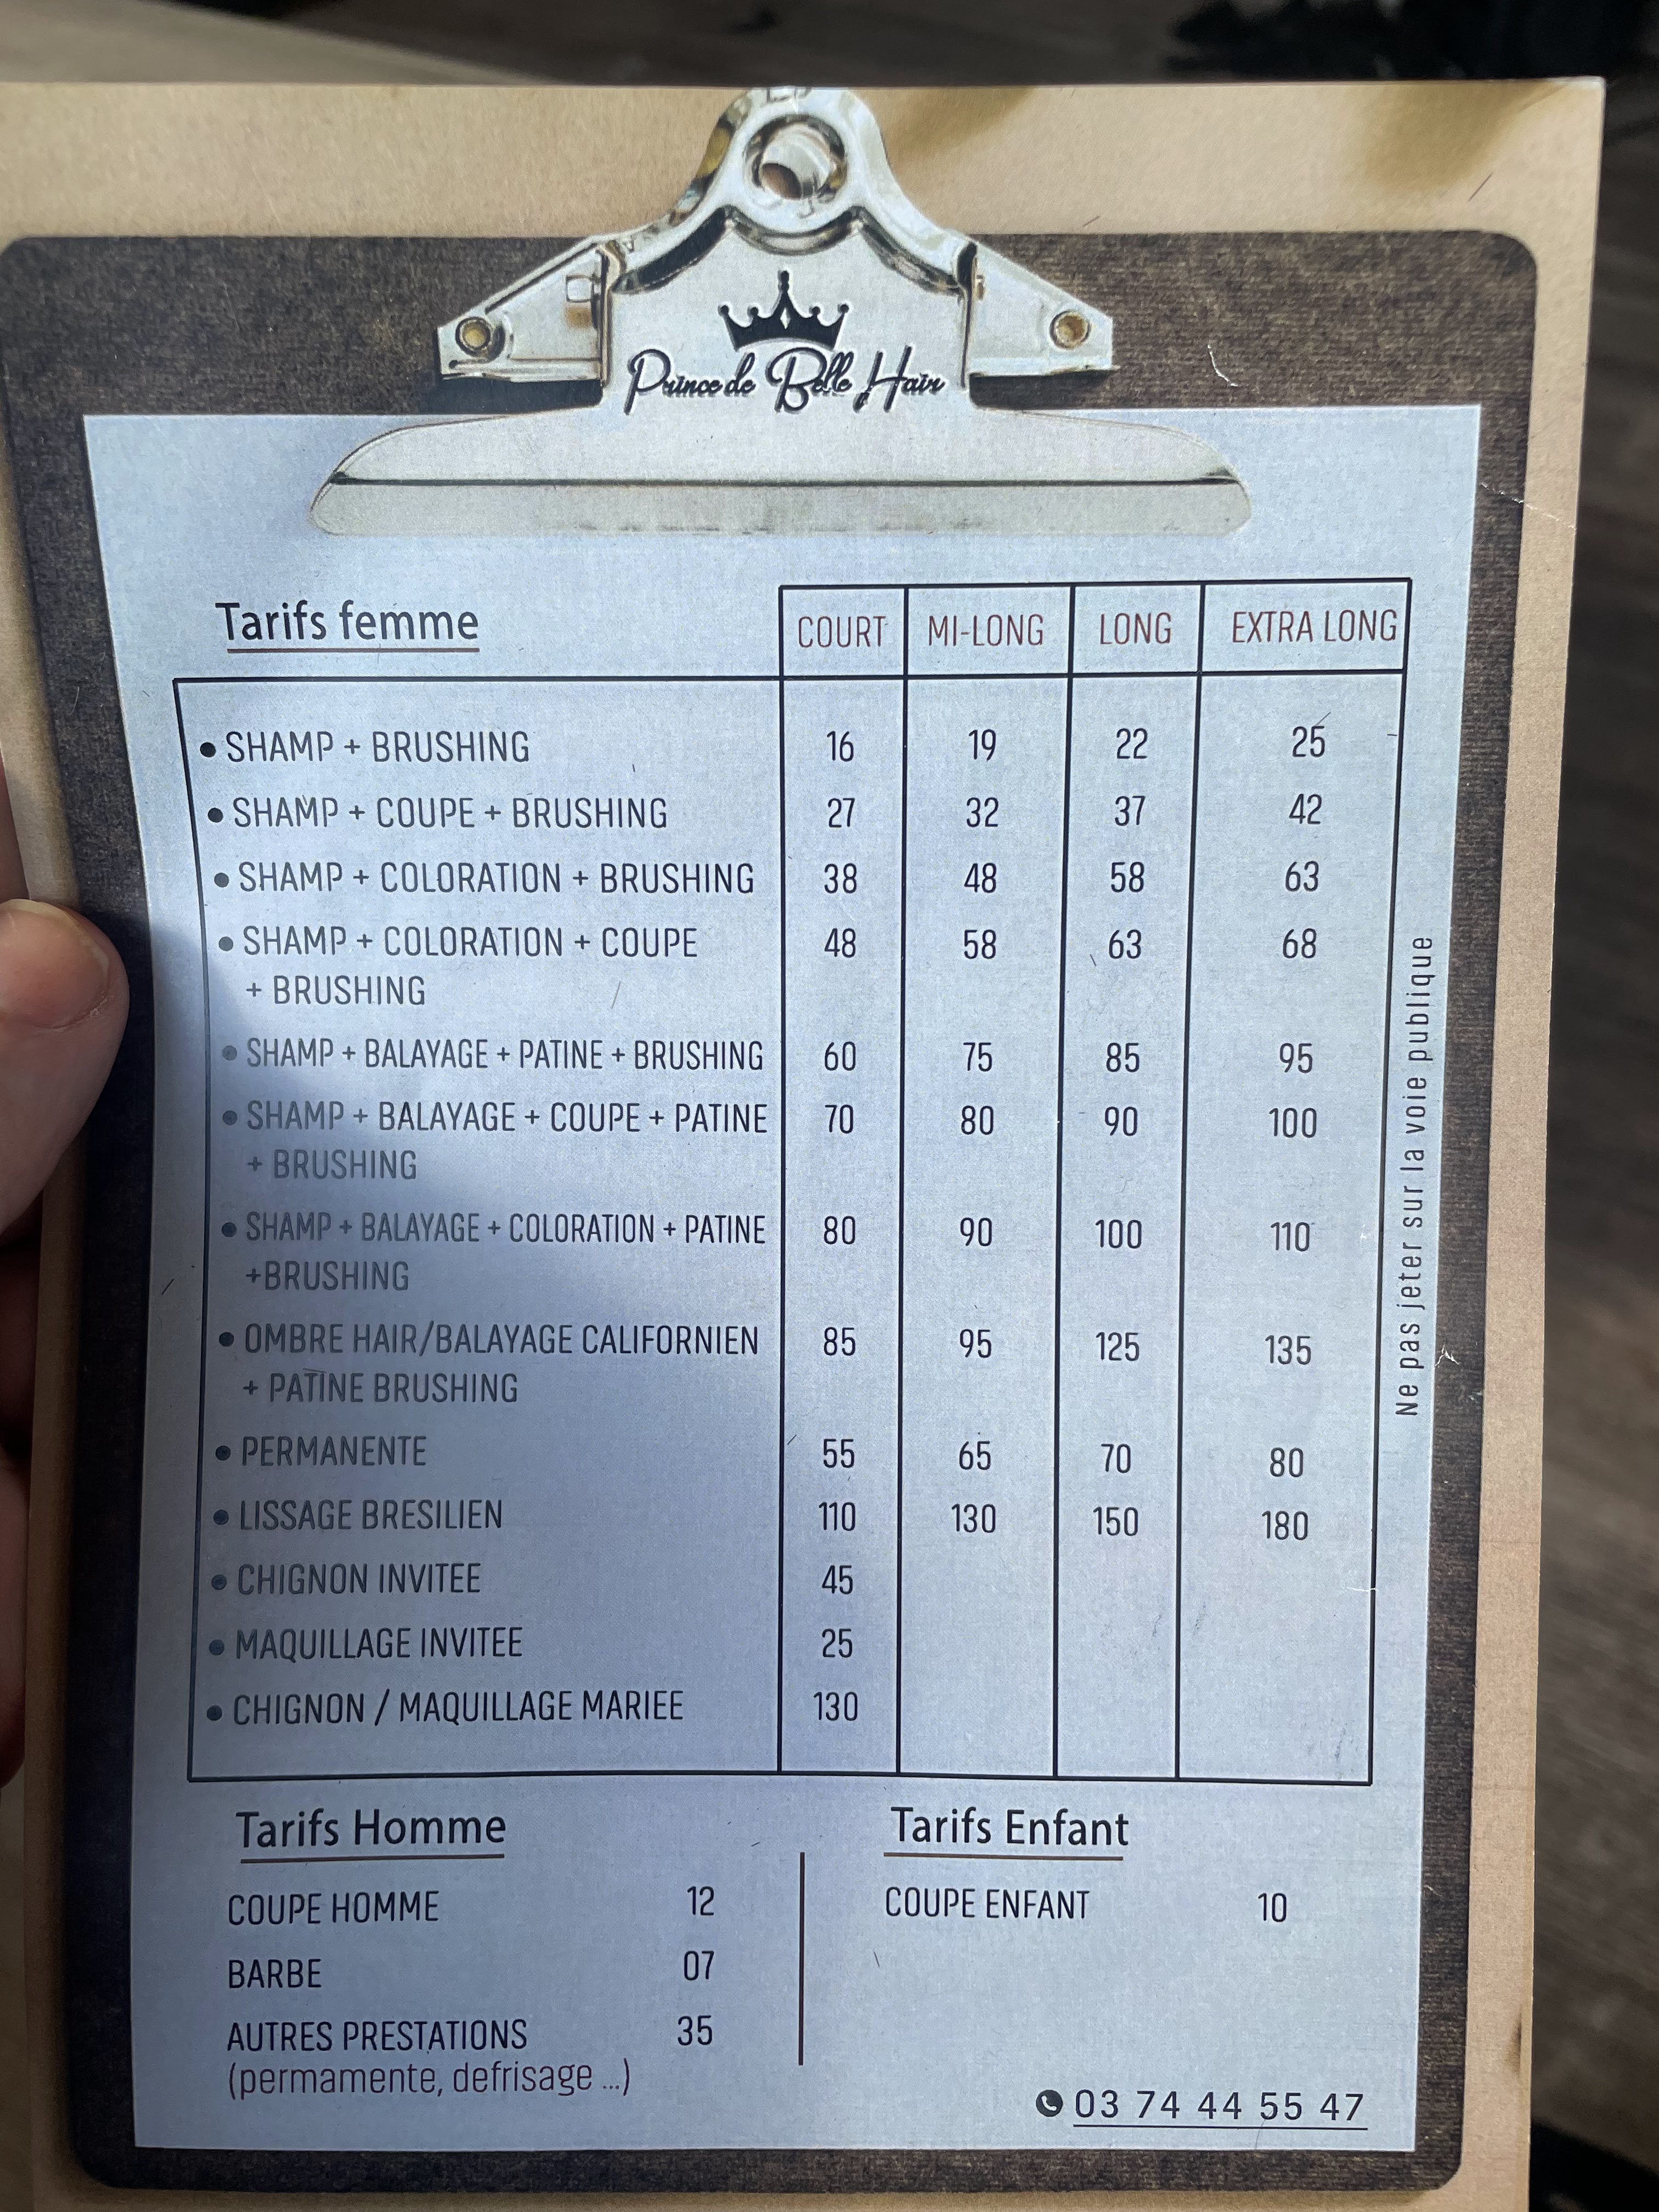 Prince de Belle Hair
Tarifs femme COURT MI-LONG LONG EXTRA LONG
• SHAMP + BRUSHING 16 19 22 25
• SHAMP + COUPE + BRUSHING 27 32 37 42
• SHAMP + COLORATION + BRUSHING 38 48 58 63
• SHAMP + COLORATION + COUPE 48 58 63 68
+ BRUSHING
• SHAMP + BALAYAGE + PATINE + BRUSHING 60 75 85 95
• SHAMP + BALAYAGE + COUPE + PATINE 70 80 90 100
+ BRUSHING
• SHAMP + BALAYAGE + COLORATION + PATINE 80 90 100 110
+BRUSHING
• OMBRE HAIR/BALAYAGE CALIFORNIEN 85 95 125 135
+ PATINE BRUSHING
• PERMANENTE 55 65 70 80
• LISSAGE BRESILIEN 110 130 150 180
• CHIGNON INVITEE 45
• MAQUILLAGE INVITEE 25
• CHIGNON / MAQUILLAGE MARIEE 130
Ne pas jeter sur la voie publique
Tarifs Homme
COUPE HOMME 12
BARBE 07
AUTRES PRESTATIONS 35
(permamente, defrisage ...)
Tarifs Enfant
COUPE ENFANT 10
03 74 44 55 47